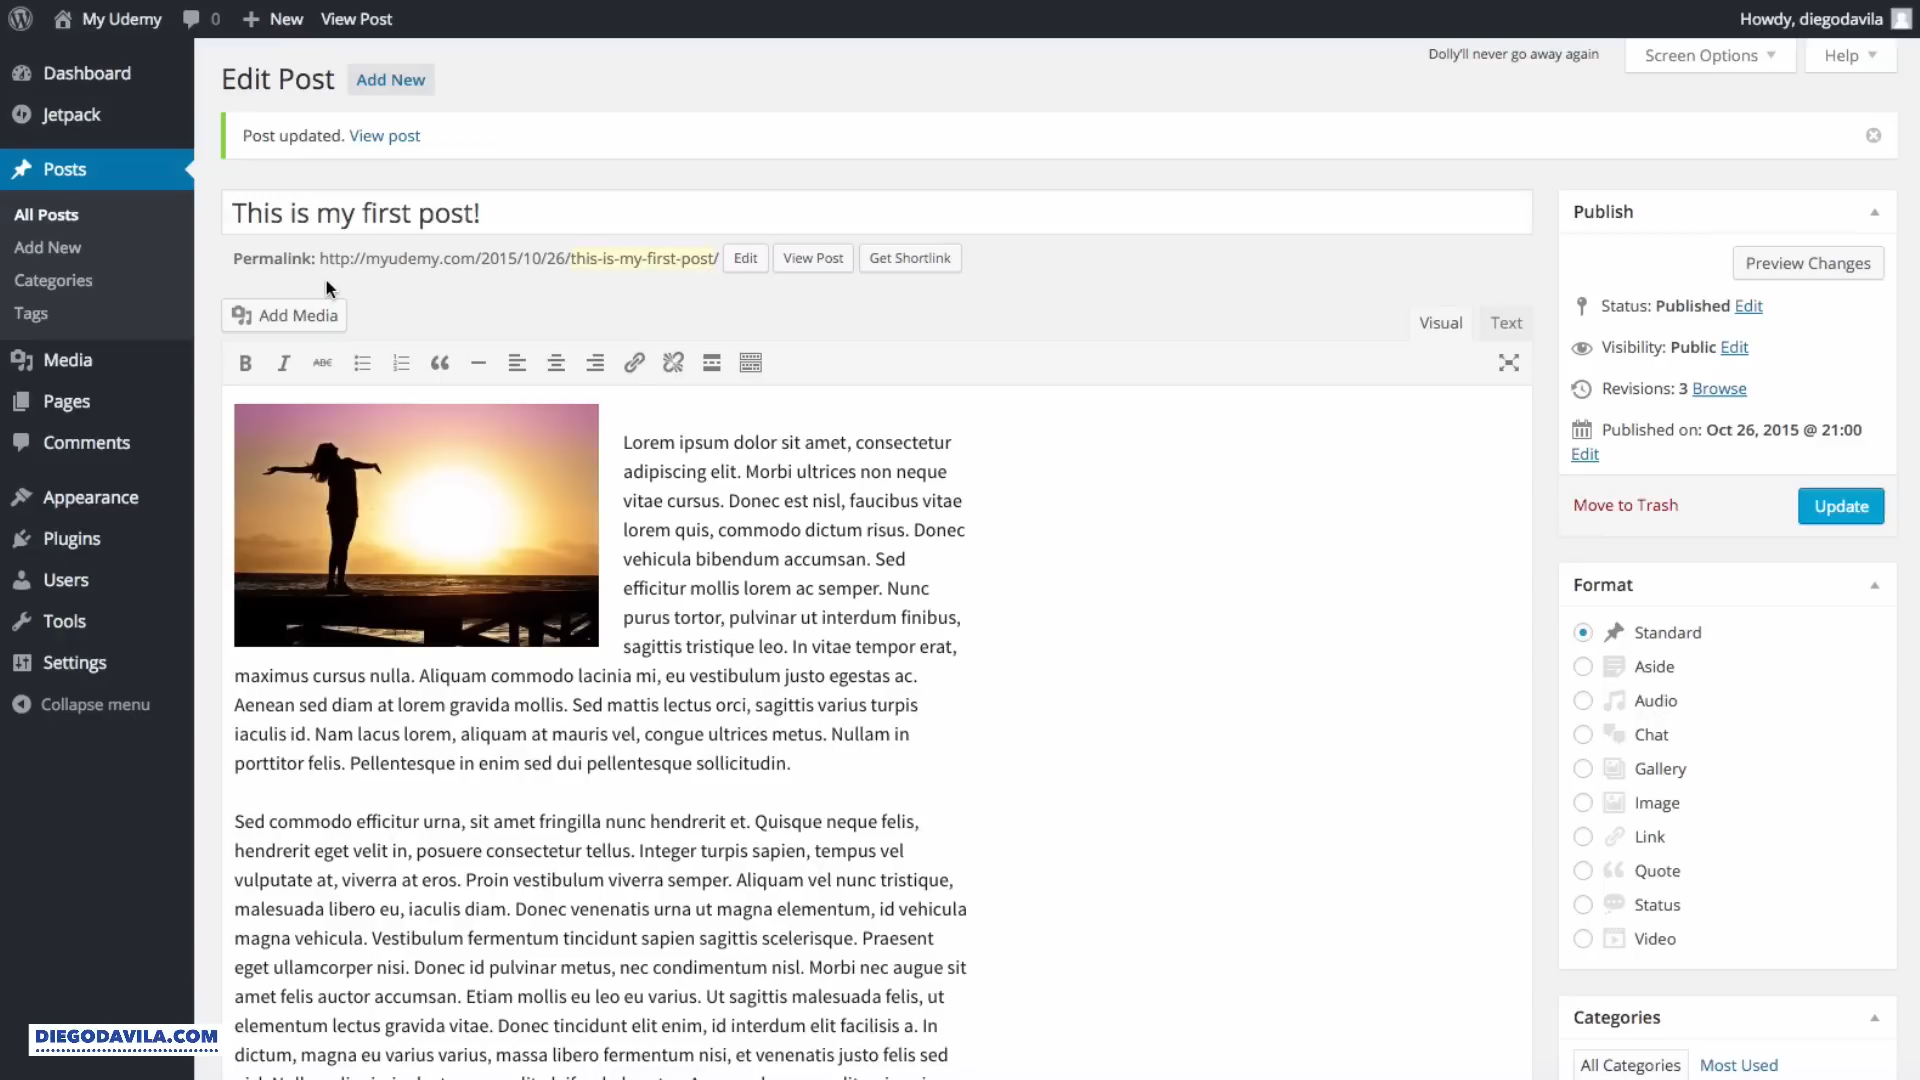 My Udemy 0 New View Post Howdy, diegodavila
Dashboard
Jetpack
Posts
All Posts
Add New
Categories
Tags
Media
Pages
Comments
Appearance
Plugins
Users
Tools
Settings
Collapse menu
Dolly'll never go away again Screen Options Help
Edit Post Add New
Post updated. View post
This is my first post!
Permalink: http://myudemy.com/2015/10/26/this-is-my-first-post/ Edit View Post Get Shortlink
Add Media
Visual Text
B I ABC
Lorem ipsum dolor sit amet, consectetur
adipiscing elit. Morbi ultrices non neque
vitae cursus. Donec est nisl, faucibus vitae
lorem quis, commodo dictum risus. Donec
vehicula bibendum accumsan. Sed
efficitur mollis lorem ac semper. Nunc
purus tortor, pulvinar ut interdum finibus,
sagittis tristique leo. In vitae tempor erat,
maximus cursus nulla. Aliquam commodo lacinia mi, eu vestibulum justo egestas ac.
Aenean sed diam at lorem gravida mollis. Sed mattis lectus orci, sagittis varius turpis
iaculis id. Nam lacus lorem, aliquam at mauris vel, congue ultrices metus. Nullam in
porttitor felis. Pellentesque in enim sed dui pellentesque sollicitudin.
Sed commodo efficitur urna, sit amet fringilla nunc hendrerit et. Quisque neque felis,
hendrerit eget velit in, posuere consectetur tellus. Integer turpis sapien, tempus vel
vulputate at, viverra at eros. Proin vestibulum viverra semper. Aliquam vel nunc tristique,
malesuada libero eu, iaculis diam. Donec venenatis urna ut magna elementum, id vehicula
magna vehicula. Vestibulum fermentum tincidunt sapien sagittis scelerisque. Praesent
eget ullamcorper nisi. Donec id pulvinar metus, nec condimentum nisl. Morbi nec augue sit
amet felis auctor accumsan. Etiam mollis eu leo eu varius. Ut sagittis malesuada felis, ut
elementum lectus gravida vitae. Donec tincidunt elit enim, id interdum elit facilisis a. In
dictum, magna eu varius varius, massa libero fermentum nisi, et venenatis justo felis sed
Publish
Preview Changes
Status: Published Edit
Visibility: Public Edit
Revisions: 3 Browse
Published on: Oct 26, 2015 @ 21:00
Edit
Move to Trash Update
Format
Standard
Aside
Audio
Chat
Gallery
Image
Link
Quote
Status
Video
Categories
All Categories Most Used
DIEGODAVILA.COM